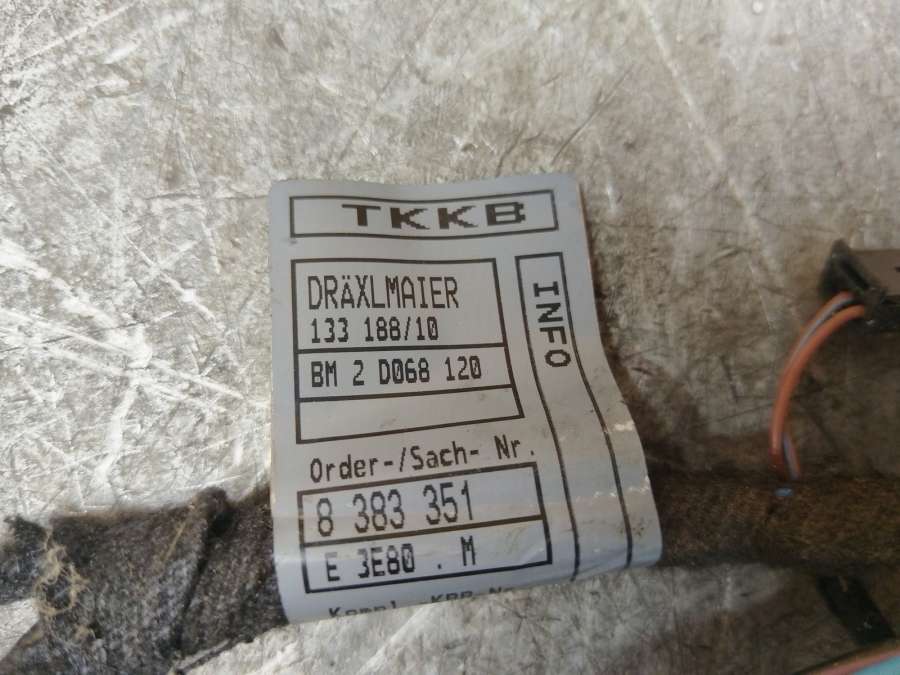 TKKB
DRÄXLMAIER
133 188/10
BM 2 D068 120
INFO
Order-/Sach- Nr.
8 383 351
E 3E80 . M